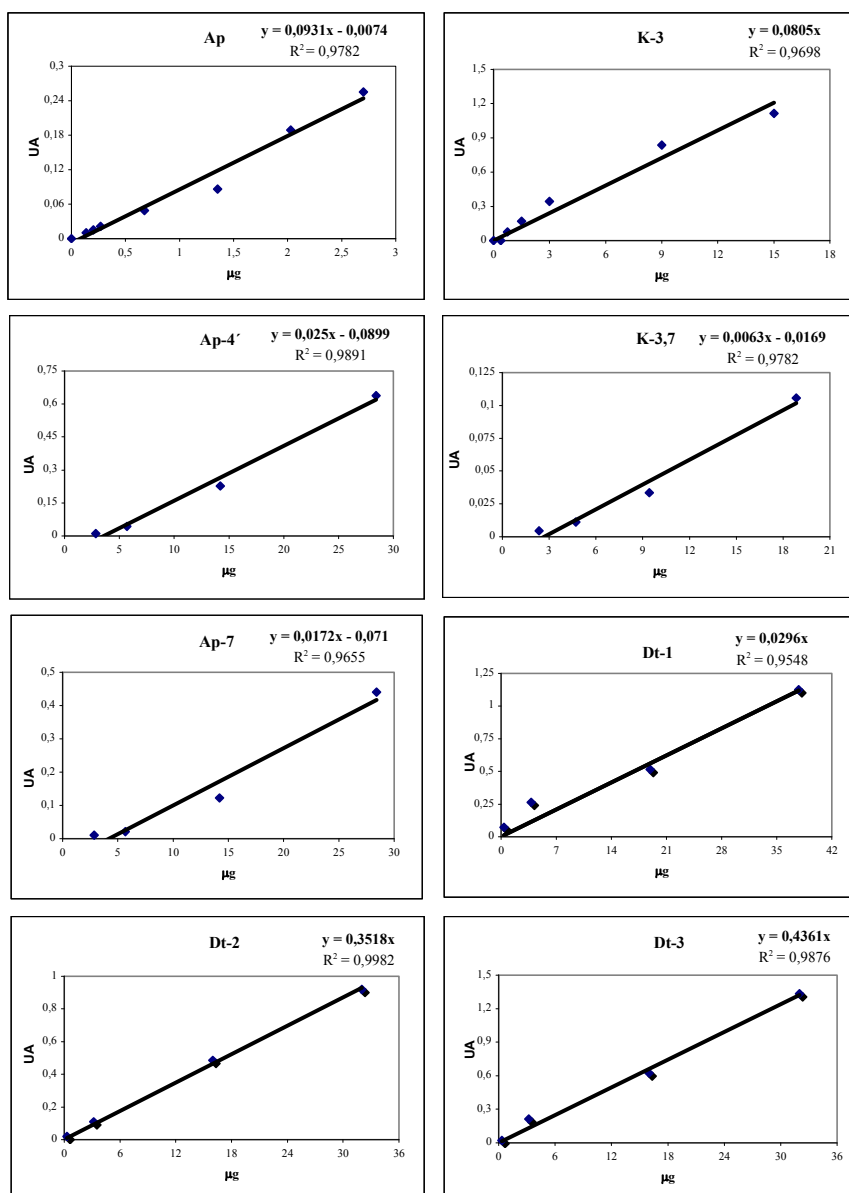 Ap
y = 0,0931x - 0,0074
R² = 0,9782
0,3
0,24
0,18
0,12
0,06
0
UA
0 0,5 1 1,5 2 2,5 3
µg
K-3
y = 0,0805x
R² = 0,9698
1,5
1,2
0,9
0,6
0,3
0
UA
0 3 6 9 12 15 18
µg
Ap-4´
y = 0,025x - 0,0899
R² = 0,9891
0,75
0,6
0,45
0,3
0,15
0
UA
0 5 10 15 20 25 30
µg
K-3,7
y = 0,0063x - 0,0169
R² = 0,9782
0,125
0,1
0,075
0,05
0,025
0
UA
0 3 6 9 12 15 18 21
µg
Ap-7
y = 0,0172x - 0,071
R² = 0,9655
0,5
0,4
0,3
0,2
0,1
0
UA
0 5 10 15 20 25 30
µg
Dt-1
y = 0,0296x
R² = 0,9548
1,25
1
0,75
0,5
0,25
0
UA
0 7 14 21 28 35 42
µg
Dt-2
y = 0,3518x
R² = 0,9982
1
0,8
0,6
0,4
0,2
0
UA
0 6 12 18 24 30 36
µg
Dt-3
y = 0,4361x
R² = 0,9876
1,5
1,2
0,9
0,6
0,3
0
UA
0 6 12 18 24 30 36
µg